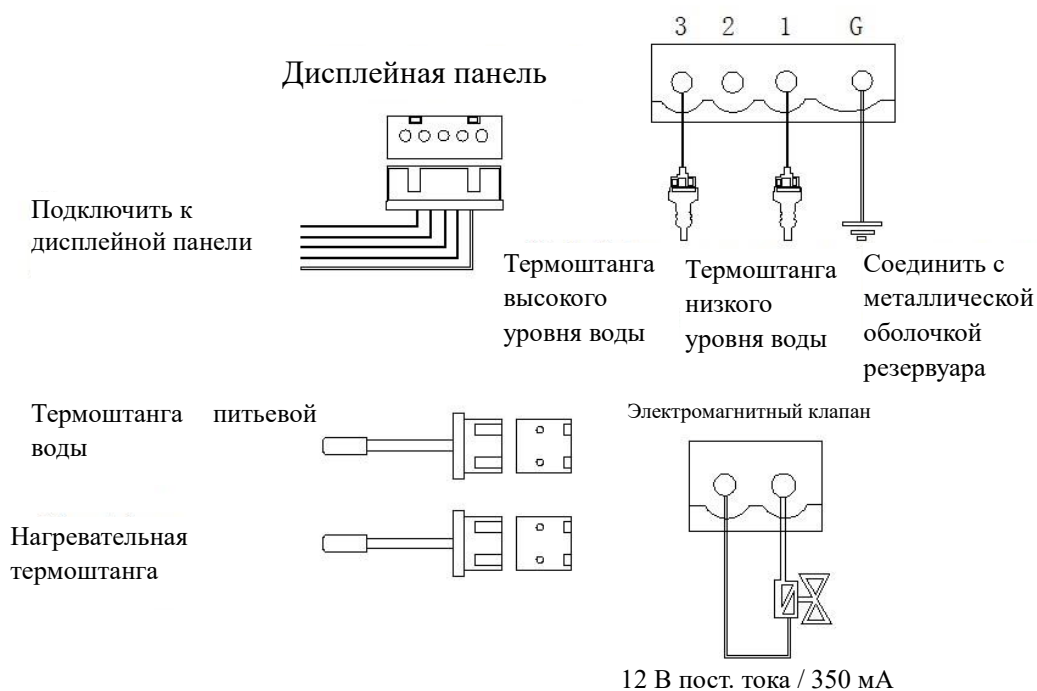 3 2 1 G
Дисплейная панель
Подключить к
дисплейной панели
Термоштанга
высокого
уровня воды
Термоштанга
низкого
уровня воды
Соединить с
металлической
оболочкой
резервуара
Термоштанга питьевой
воды
Электромагнитный клапан
Нагревательная
термоштанга
12 В пост. тока / 350 мА